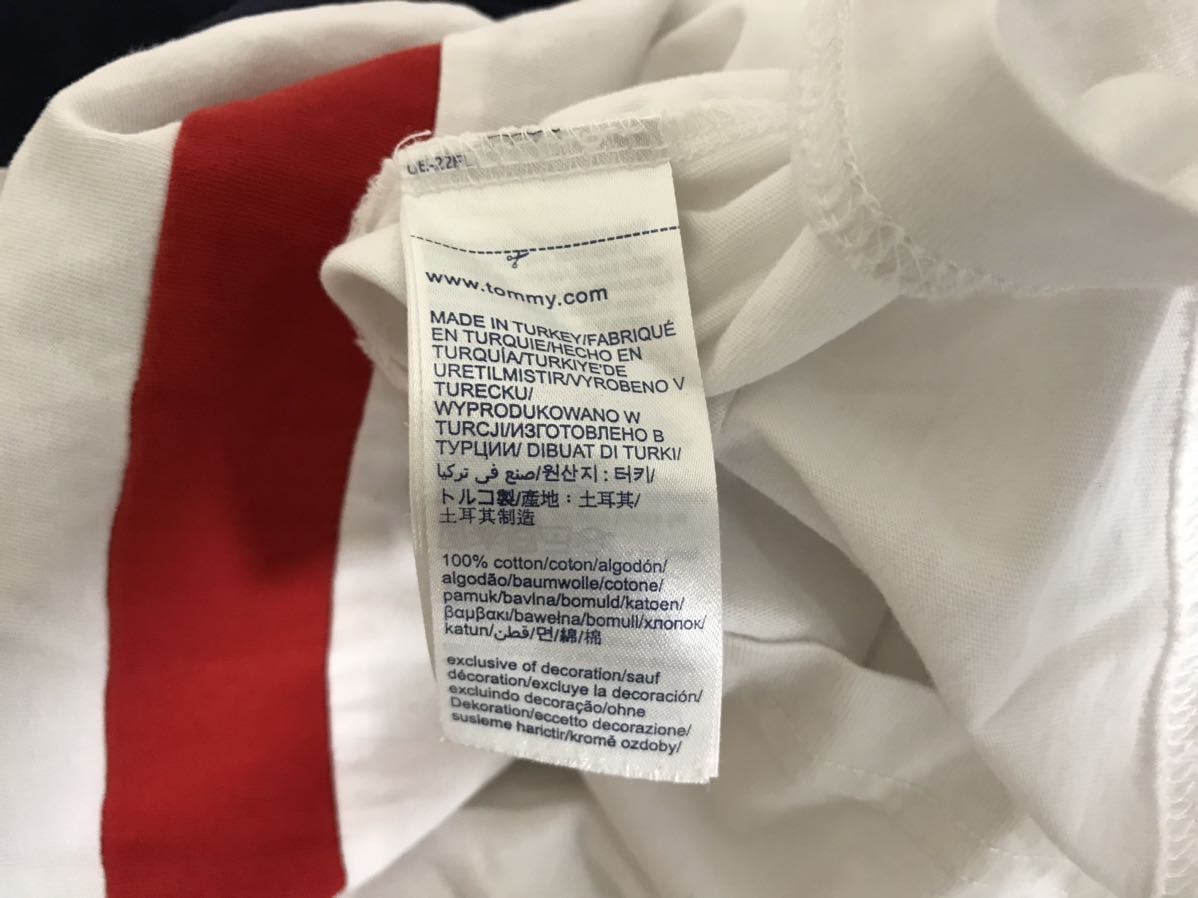 www.tommy.com
MADE IN TURKEY/FABRIQUÉ
EN TURQUIE/HECHO EN
TURQUÍA/TURKIYE'DE
URETILMISTIR/VYROBENO V
TURECKU/
WYPRODUKOWANO W
TURCJI/ИЗГОТОВЛЕНО В
ТУРЦИИ/ DIBUAT DI TURKI/
صنع في تركيا/원산지 : 터키/
トルコ製/產地：土耳其/
土耳其制造
100% cotton/coton/algodón/
algodão/baumwolle/cotone/
pamuk/bavlna/bomuld/katoen/
βαμβακι/bawełna/bomull/хлопок/
katun/قطن/면/綿/棉
exclusive of decoration/sauf
décoration/excluye la decoración/
excluindo decoração/ohne
Dekoration/eccetto decorazione/
susleme harictir/kromě ozdoby/